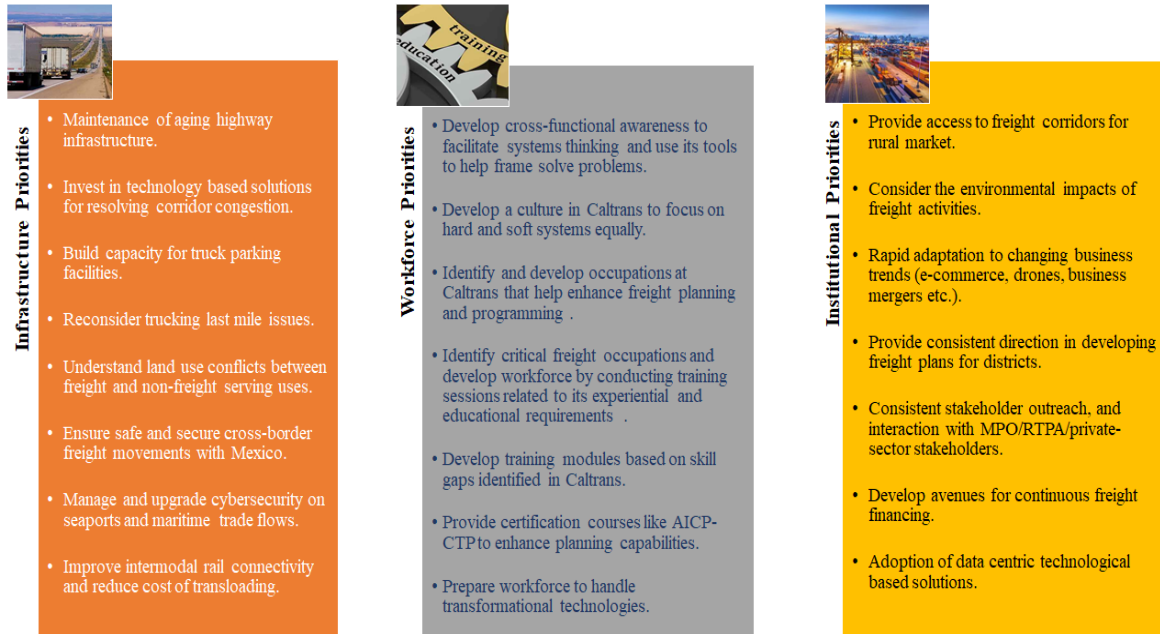 Infrastructure Priorities
• Maintenance of aging highway
infrastructure.
• Invest in technology based solutions
for resolving corridor congestion.
• Build capacity for truck parking
facilities.
• Reconsider trucking last mile issues.
• Understand land use conflicts between
freight and non-freight serving uses.
• Ensure safe and secure cross-border
freight movements with Mexico.
• Manage and upgrade cybersecurity on
seaports and maritime trade flows.
• Improve intermodal rail connectivity
and reduce cost of transloading.
training
education
Workforce Priorities
• Develop cross-functional awareness to
facilitate systems thinking and use its tools
to help frame solve problems.
• Develop a culture in Caltrans to focus on
hard and soft systems equally.
• Identify and develop occupations at
Caltrans that help enhance freight planning
and programming .
• Identify critical freight occupations and
develop workforce by conducting training
sessions related to its experiential and
educational requirements .
• Develop training modules based on skill
gaps identified in Caltrans.
• Provide certification courses like AICP-
CTP to enhance planning capabilities.
• Prepare workforce to handle
transformational technologies.
Institutional Priorities
• Provide access to freight corridors for
rural market.
• Consider the environmental impacts of
freight activities.
• Rapid adaptation to changing business
trends (e-commerce, drones, business
mergers etc.).
• Provide consistent direction in developing
freight plans for districts.
• Consistent stakeholder outreach, and
interaction with MPO/RTPA/private-
sector stakeholders.
• Develop avenues for continuous freight
financing.
• Adoption of data centric technological
based solutions.